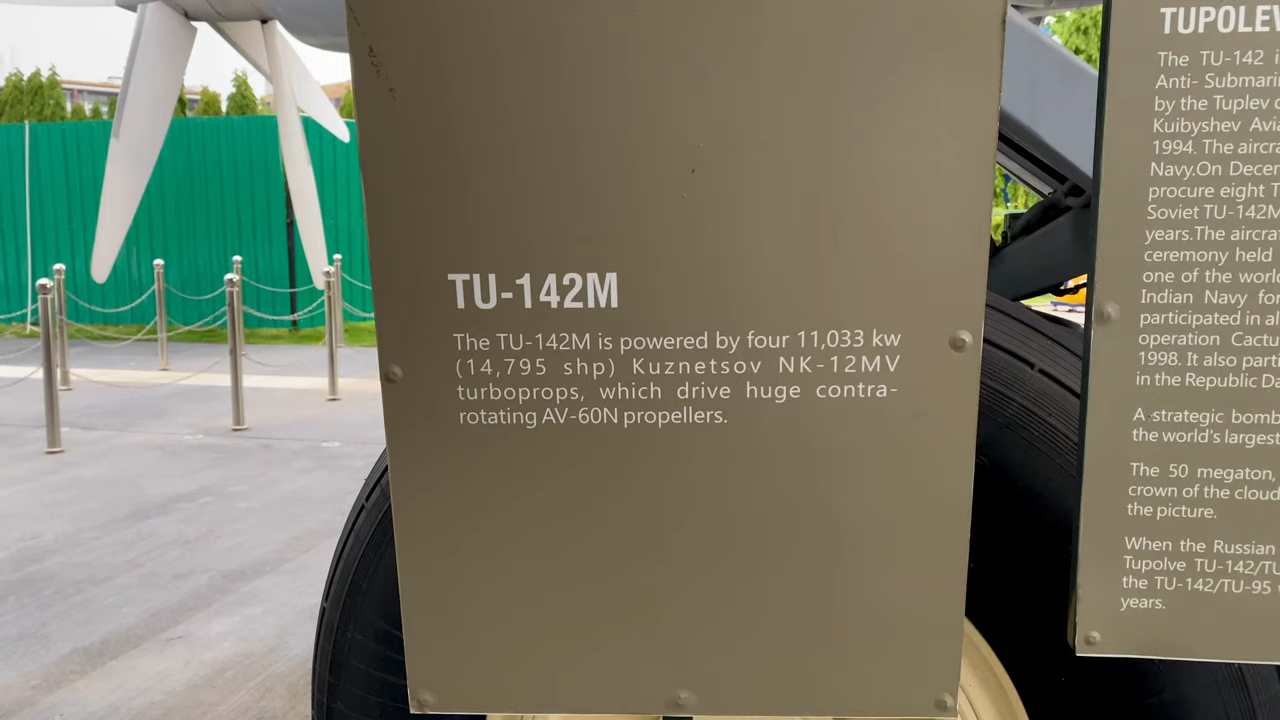 TU-142M
The TU-142M is powered by four 11,033 kw
(14,795 shp) Kuznetsov NK-12MV
turboprops, which drive huge contra-
rotating AV-60N propellers.
TUPOLEV
The TU-142
Anti- Submarin
by the Tuplev
Kuibyshev Avia
1994. The aircra
Navy.On Decem
procure eight T
Soviet TU-142M
years.The aircraf
ceremony held
one of the world
Indian Navy for
participated in al
operation Cactu
1998. It also parti
in the Republic Da
A strategic bomb
the world's largest
The 50 megaton,
crown of the cloud
the picture.
When the Russian
Tupolve TU-142/TU
the TU-142/TU-95
years.